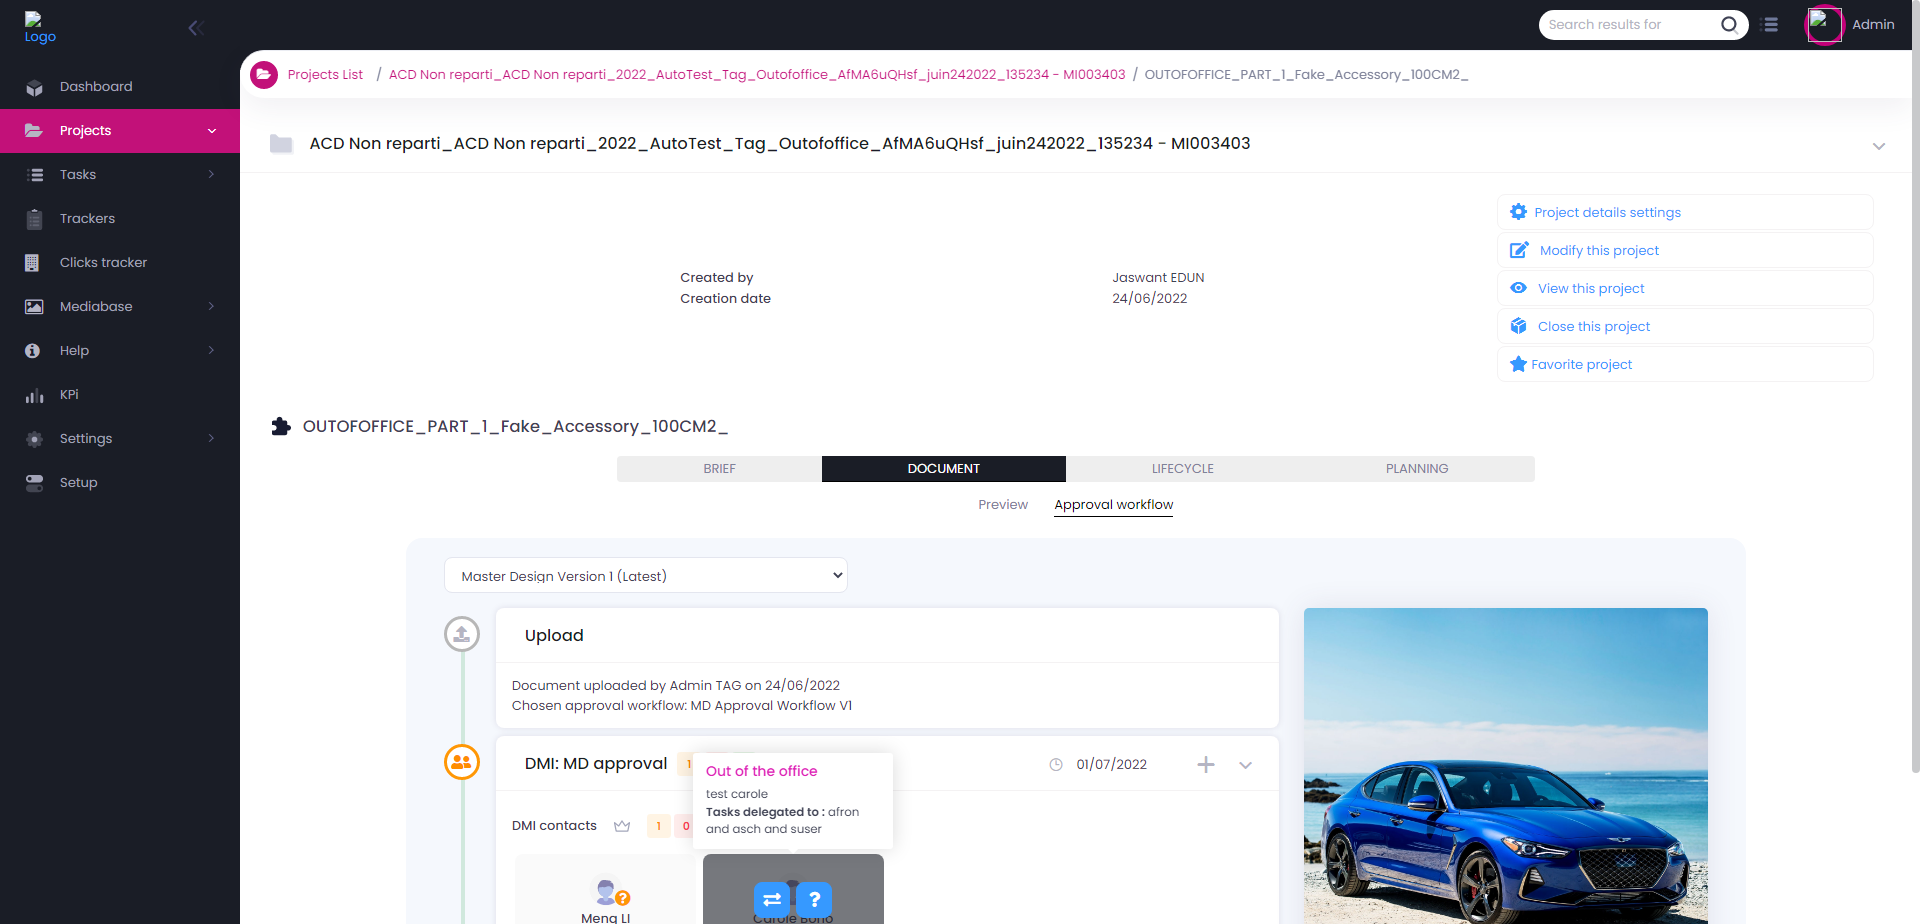 Logo
Search results for
Admin
Dashboard
Projects
Tasks
Trackers
Clicks tracker
Mediabase
Help
KPi
Settings
Setup
Projects List / ACD Non reparti_ACD Non reparti_2022_AutoTest_Tag_Outofoffice_AfMA6uQHsf_juin242022_135234 - MI003403 / OUTOFOFFICE_PART_1_Fake_Accessory_100CM2_
ACD Non reparti_ACD Non reparti_2022_AutoTest_Tag_Outofoffice_AfMA6uQHsf_juin242022_135234 - MI003403
Created by Jaswant EDUN
Creation date 24/06/2022
Project details settings
Modify this project
View this project
Close this project
Favorite project
OUTOFOFFICE_PART_1_Fake_Accessory_100CM2_
BRIEF DOCUMENT LIFECYCLE PLANNING
Preview Approval workflow
Master Design Version 1 (Latest)
Upload
Document uploaded by Admin TAG on 24/06/2022
Chosen approval workflow: MD Approval Workflow V1
DMI: MD approval 1 01/07/2022
Out of the office
test carole
Tasks delegated to : afron
and asch and suser
DMI contacts 1 0
Meng LI
Carole Bono